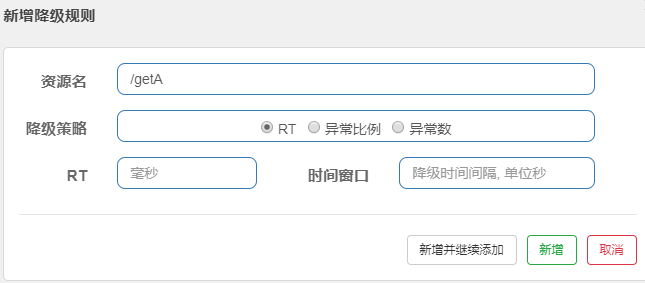 新增降级规则
资源名 /getA
降级策略 RT 异常比例 异常数
RT 毫秒 时间窗口 降级时间间隔, 单位秒
新增并继续添加 新增 取消